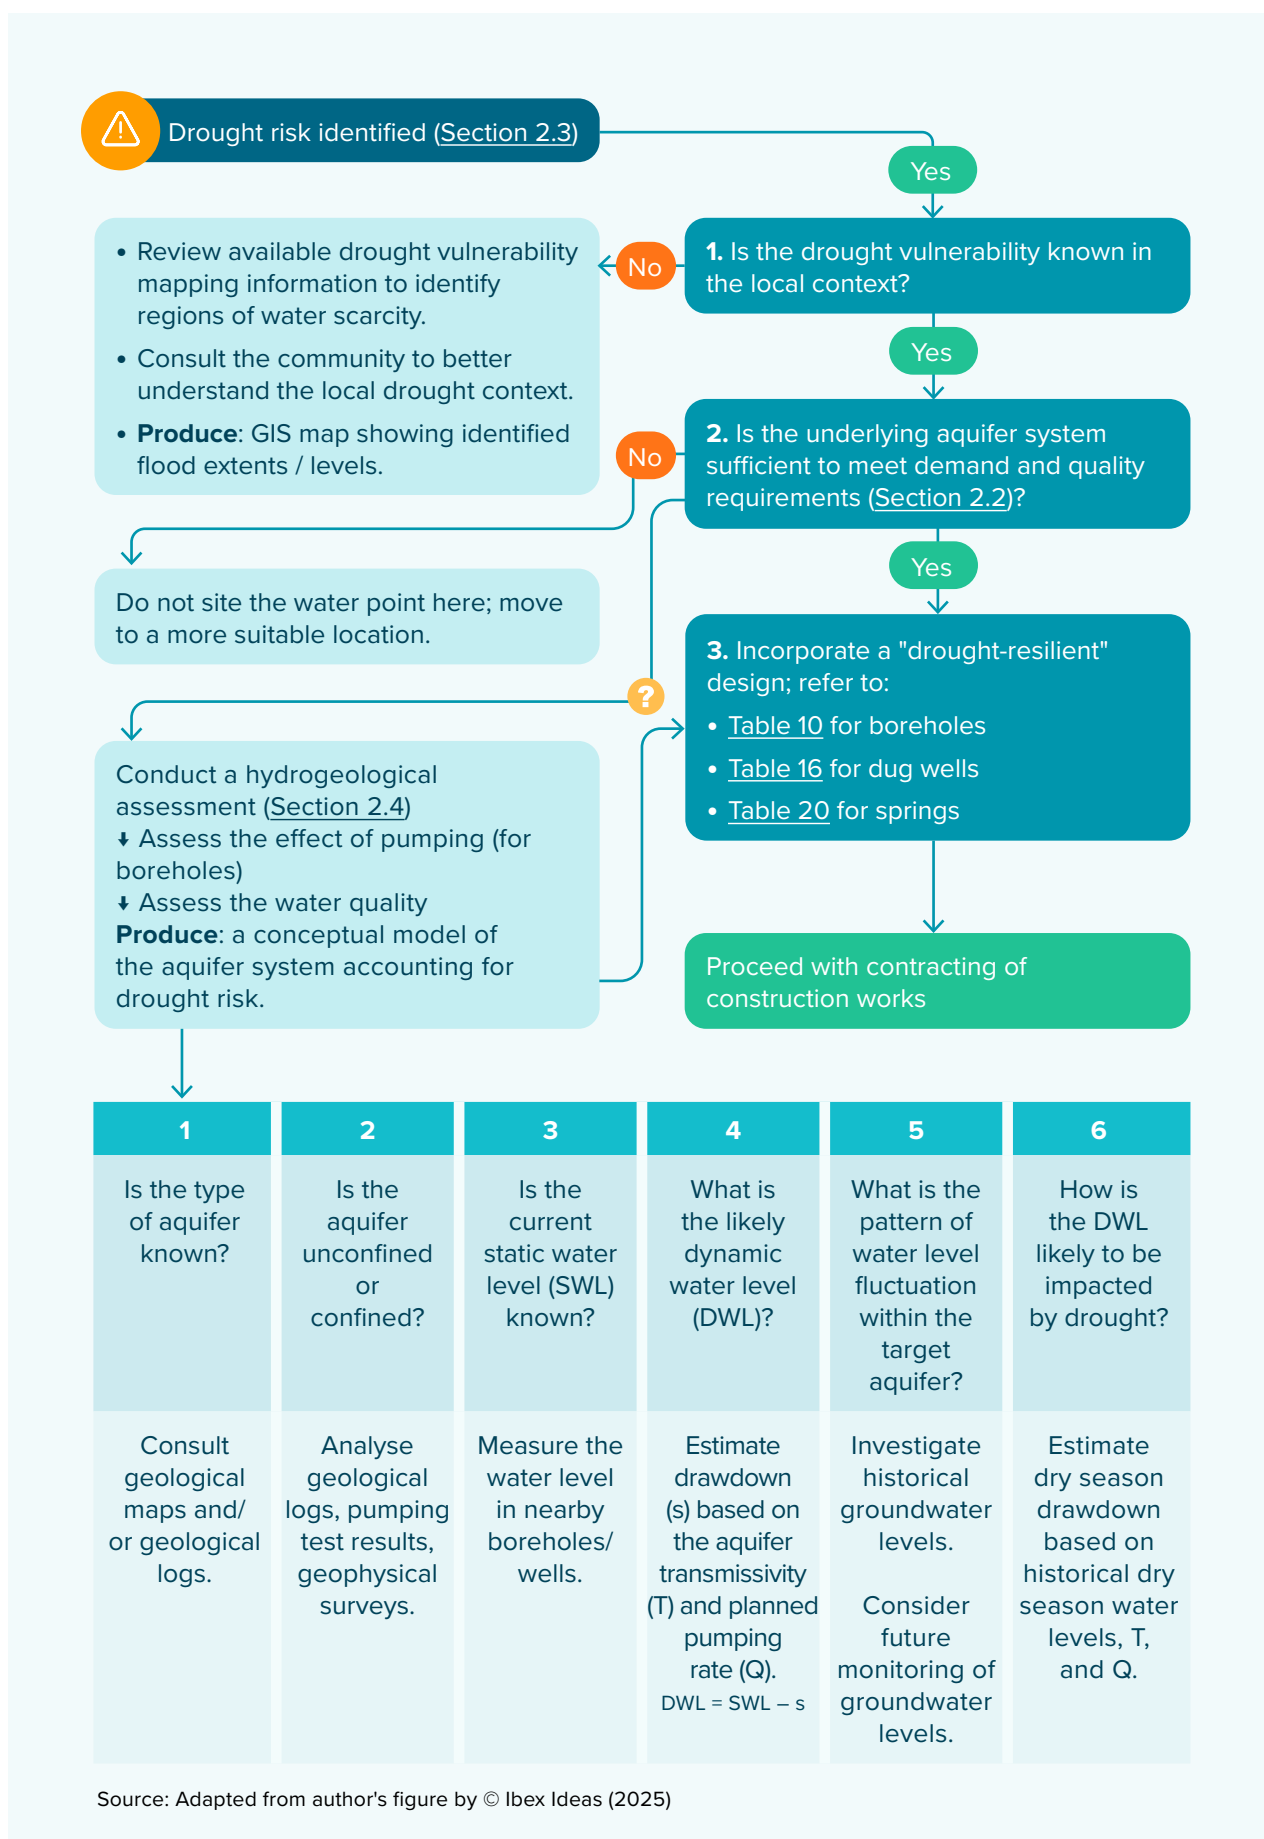 Drought risk identified (Section 2.3)
Yes
1. Is the drought vulnerability known in
the local context?
No
• Review available drought vulnerability
mapping information to identify
regions of water scarcity.
• Consult the community to better
understand the local drought context.
• Produce: GIS map showing identified
flood extents / levels.
Yes
2. Is the underlying aquifer system
sufficient to meet demand and quality
requirements (Section 2.2)?
No
Do not site the water point here; move
to a more suitable location.
Yes
3. Incorporate a "drought-resilient"
design; refer to:
• Table 10 for boreholes
• Table 16 for dug wells
• Table 20 for springs
?
Conduct a hydrogeological
assessment (Section 2.4)
↓ Assess the effect of pumping (for
boreholes)
↓ Assess the water quality
Produce: a conceptual model of
the aquifer system accounting for
drought risk.
Proceed with contracting of
construction works
1
Is the type
of aquifer
known?
Consult
geological
maps and/
or geological
logs.
2
Is the
aquifer
unconfined
or
confined?
Analyse
geological
logs, pumping
test results,
geophysical
surveys.
3
Is the
current
static water
level (SWL)
known?
Measure the
water level
in nearby
boreholes/
wells.
4
What is
the likely
dynamic
water level
(DWL)?
Estimate
drawdown
(s) based on
the aquifer
transmissivity
(T) and planned
pumping
rate (Q).
DWL = SWL – s
5
What is the
pattern of
water level
fluctuation
within the
target
aquifer?
Investigate
historical
groundwater
levels.
Consider
future
monitoring of
groundwater
levels.
6
How is
the DWL
likely to be
impacted
by drought?
Estimate
dry season
drawdown
based on
historical dry
season water
levels, T,
and Q.
Source: Adapted from author's figure by © Ibex Ideas (2025)